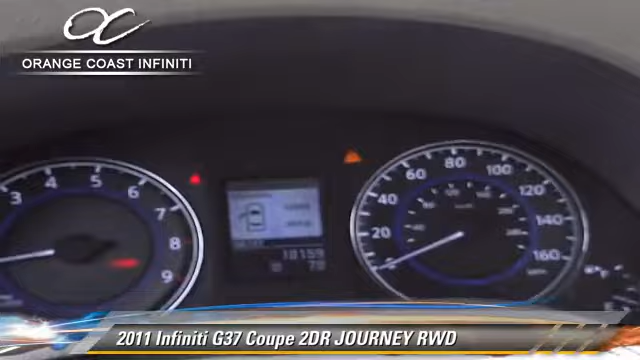 ORANGE COAST INFINITI
3 4 5 6 7 8 9
20 40 60 80 100 120 140 160
18159
2011 Infiniti G37 Coupe 2DR JOURNEY RWD